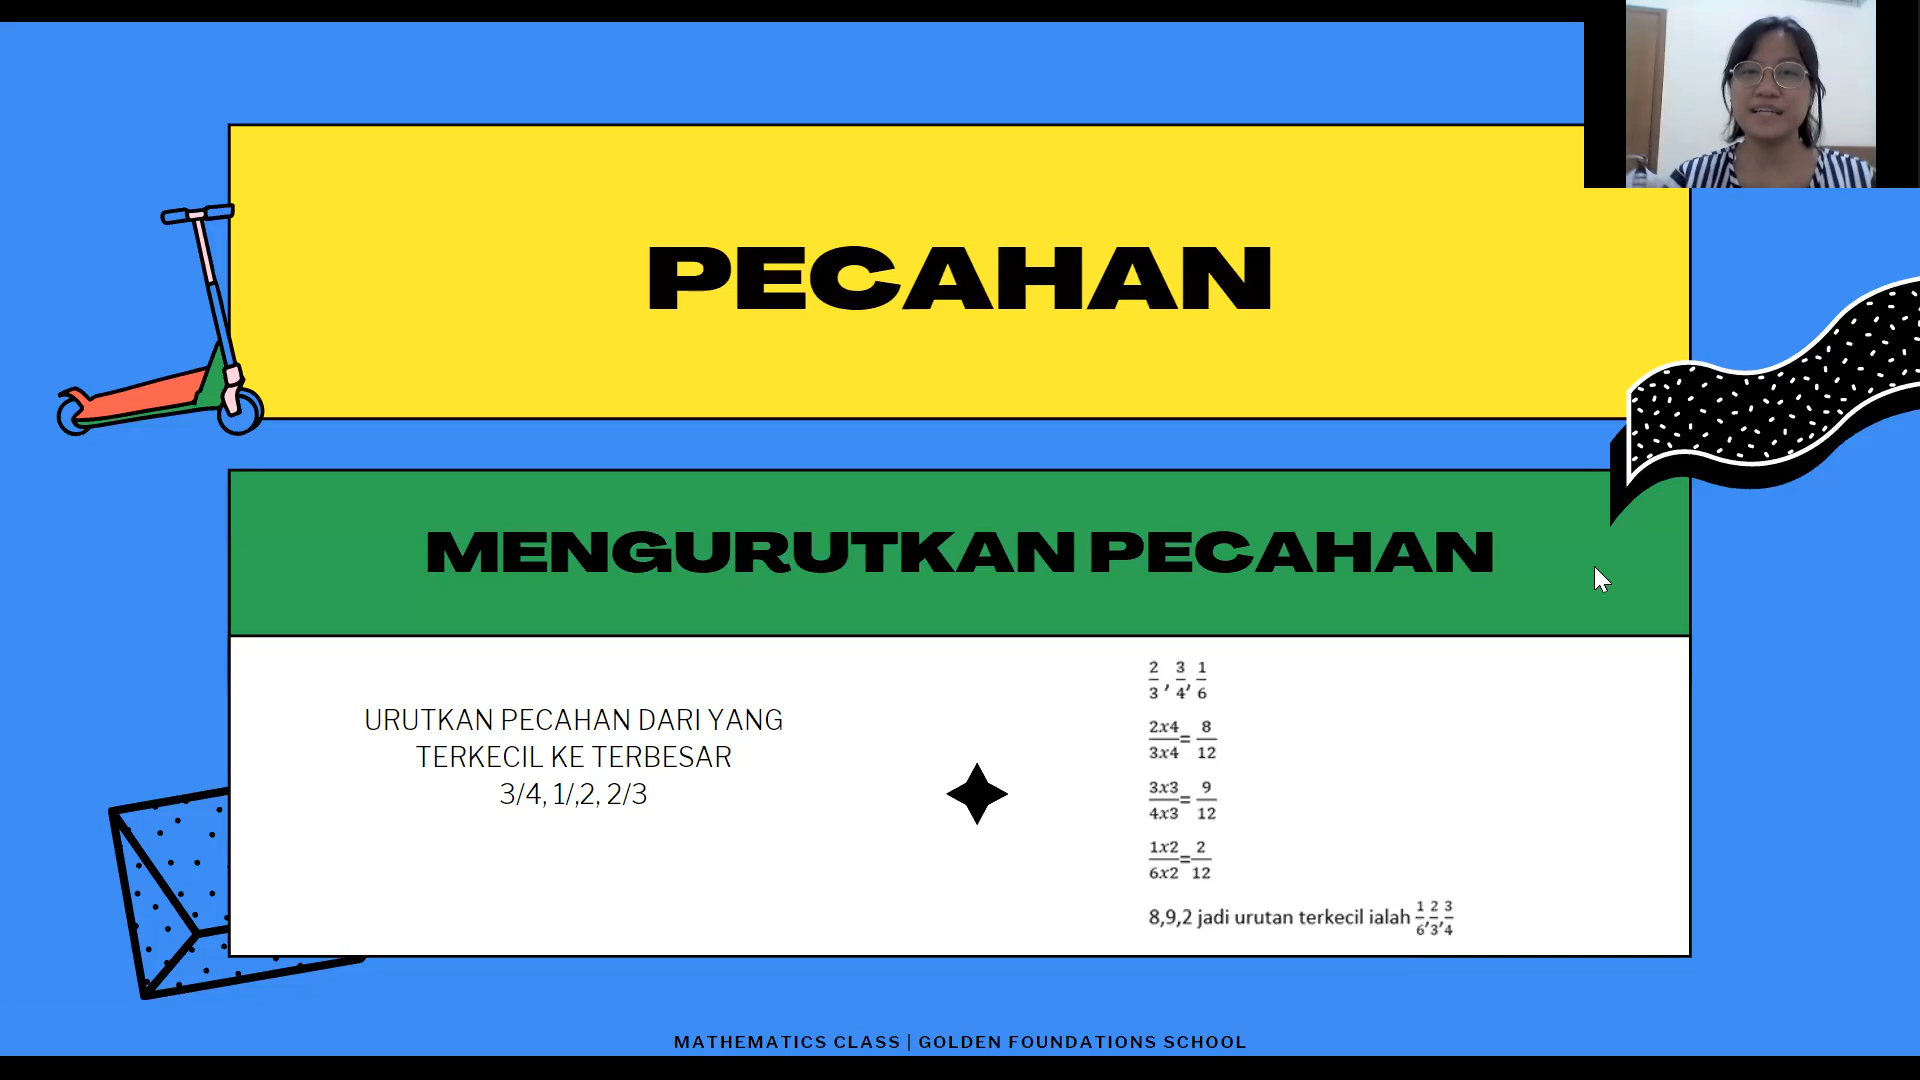 PECAHAN
MENGURUTKAN PECAHAN
URUTKAN PECAHAN DARI YANG
TERKECIL KE TERBESAR
3/4, 1/,2, 2/3
2/3, 3/4, 1/6
2x4/3x4 = 8/12
3x3/4x3 = 9/12
1x2/6x2 = 2/12
8,9,2 jadi urutan terkecil ialah 1/6, 2/3, 3/4
MATHEMATICS CLASS | GOLDEN FOUNDATIONS SCHOOL